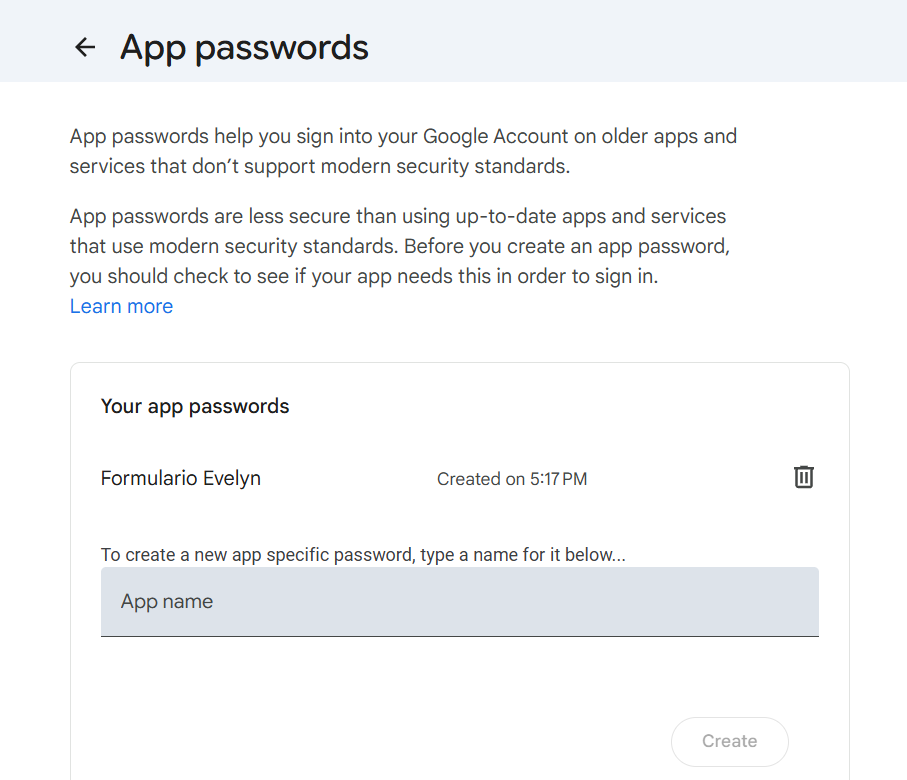 App passwords
App passwords help you sign into your Google Account on older apps and
services that don’t support modern security standards.
App passwords are less secure than using up-to-date apps and services
that use modern security standards. Before you create an app password,
you should check to see if your app needs this in order to sign in.
Learn more
Your app passwords
Formulario Evelyn Created on 5:17 PM
To create a new app specific password, type a name for it below...
App name
Create